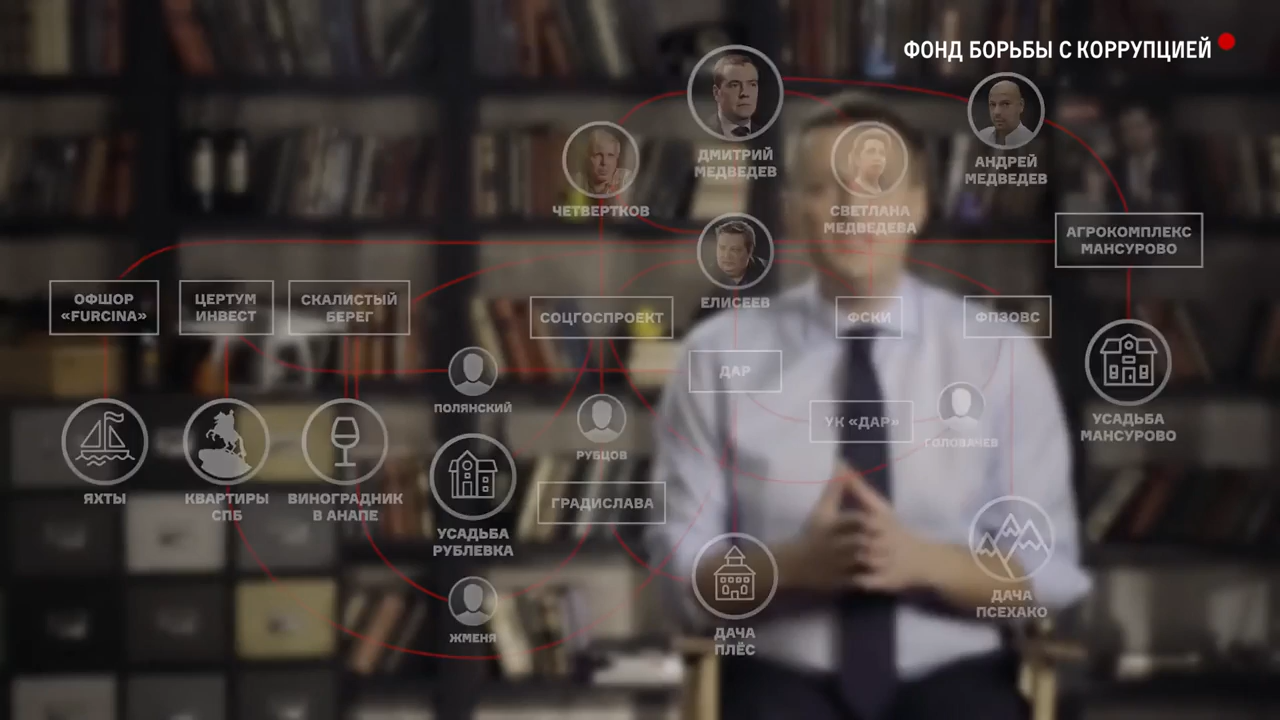 ФОНД БОРЬБЫ С КОРРУПЦИЕЙ
ДМИТРИЙ
МЕДВЕДЕВ
АНДРЕЙ
МЕДВЕДЕВ
ЧЕТВЕРТКОВ
СВЕТЛАНА
МЕДВЕДЕВА
АГРОКОМПЛЕКС
МАНСУРОВО
ЕЛИСЕЕВ
ОФШОР
«FURCINA»
ЦЕРТУМ
ИНВЕСТ
СКАЛИСТЫЙ
БЕРЕГ
СОЦГОСПРОЕКТ
ФСКИ
ФПЗОВС
ДАР
ПОЛЯНСКИЙ
УК «ДАР»
УСАДЬБА
МАНСУРОВО
ГОЛОВАЧЕВ
РУБЦОВ
ЯХТЫ
КВАРТИРЫ
СПБ
ВИНОГРАДНИК
В АНАПЕ
ГРАДИСЛАВА
УСАДЬБА
РУБЛЕВКА
ДАЧА
ПСЕХАКО
ЖМЕНЯ
ДАЧА
ПЛЁС